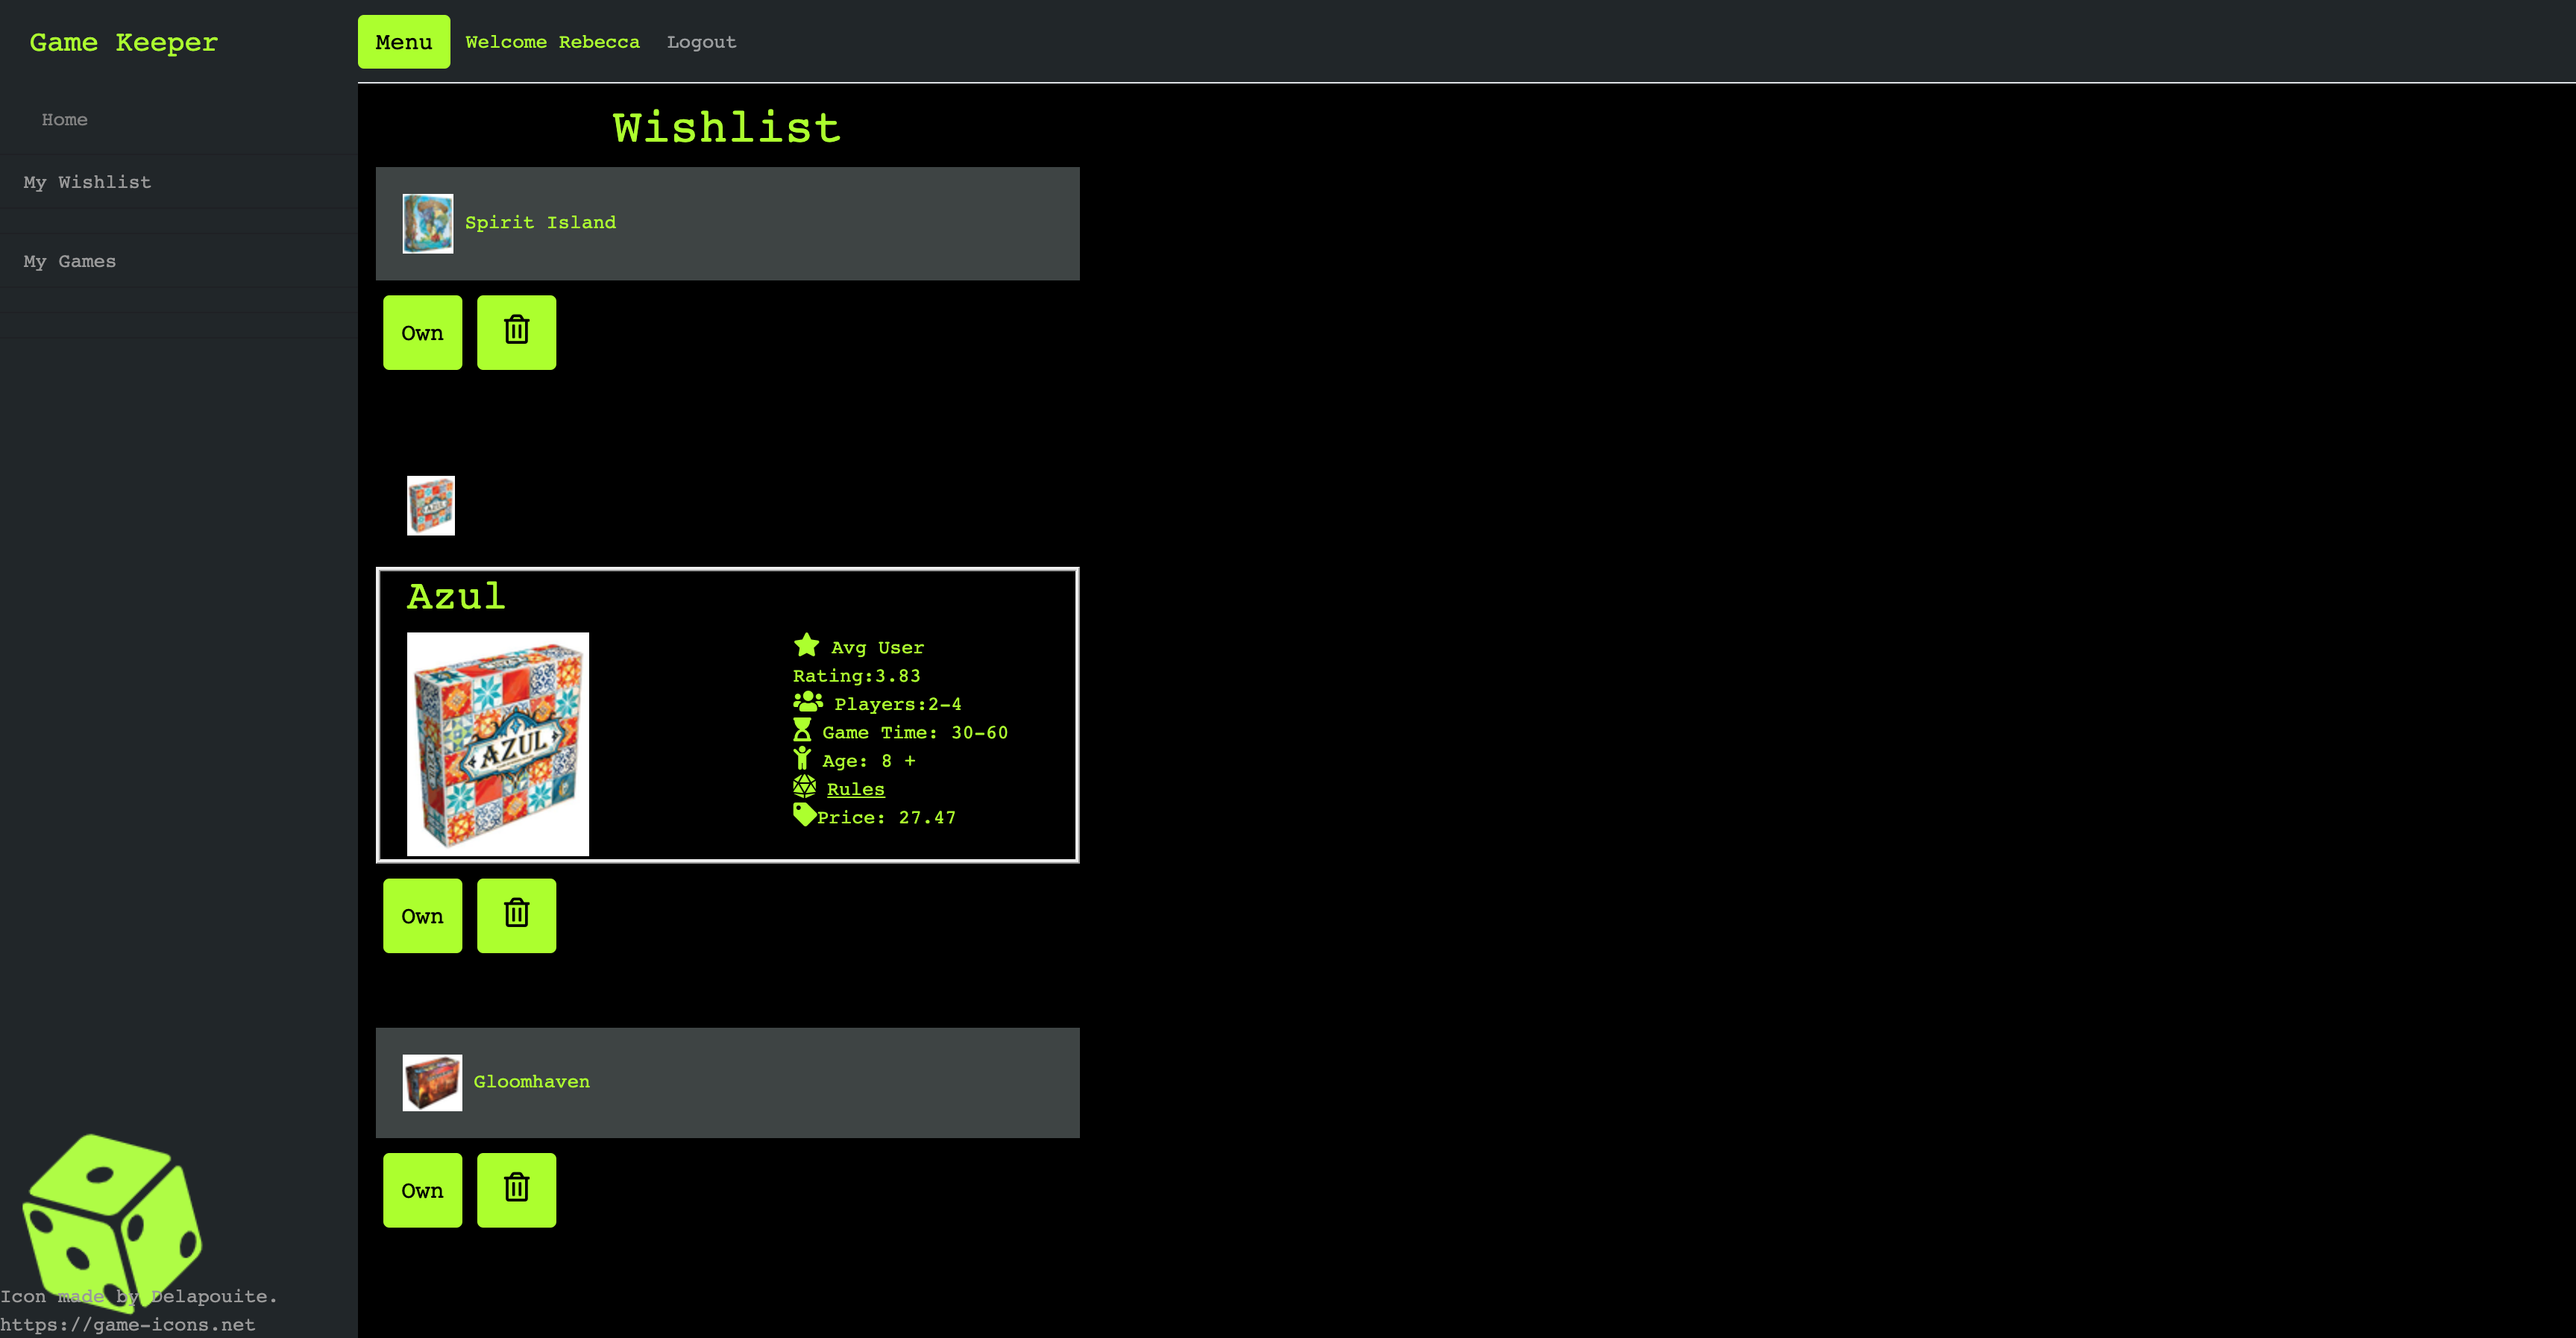 Game Keeper
Menu Welcome Rebecca Logout
Home
My Wishlist
My Games
Wishlist
Spirit Island
Own
AZUL
Azul
AZUL
Avg User
Rating:3.83
Players:2-4
Game Time: 30-60
Age: 8 +
Rules
Price: 27.47
Own
Gloomhaven
Own
Icon made by Delapouite.
https://game-icons.net